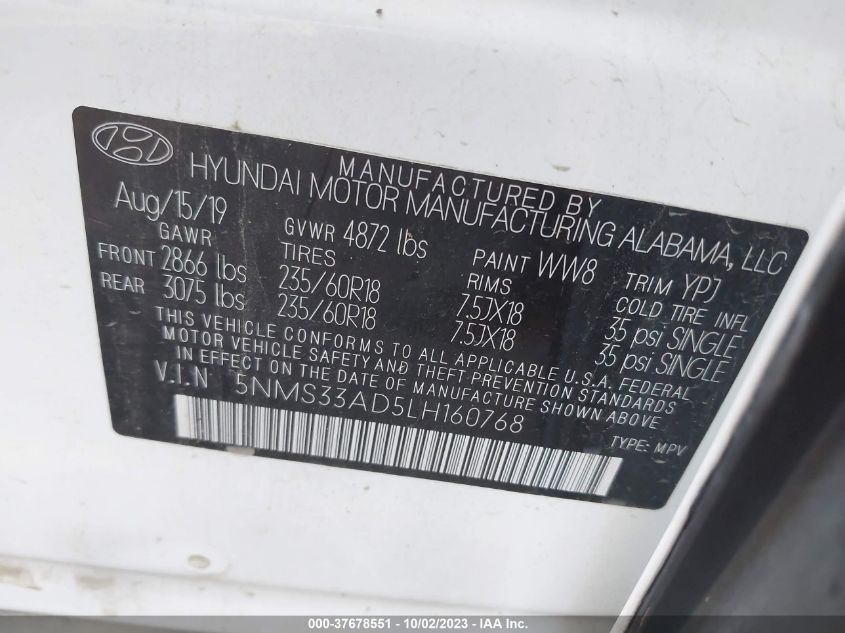 MANUFACTURED BY
HYUNDAI MOTOR MANUFACTURING ALABAMA, LLC
Aug/15/19 GVWR 4872 lbs PAINT WW8 TRIM YPJ
GAWR TIRES RIMS COLD TIRE INFL
FRONT 2866 lbs 235/60R18 7.5JX18 35 psi SINGLE
REAR 3075 lbs 235/60R18 7.5JX18 35 psi SINGLE
THIS VEHICLE CONFORMS TO ALL APPLICABLE U.S.A. FEDERAL
MOTOR VEHICLE SAFETY AND THEFT PREVENTION STANDARDS
IN EFFECT ON THE DATE OF MANUFACTURE SHOWN ABOVE
V.I.N 5NMS33AD5LH160768
TYPE: MPV
000-37678551 - 10/02/2023 - IAA Inc.